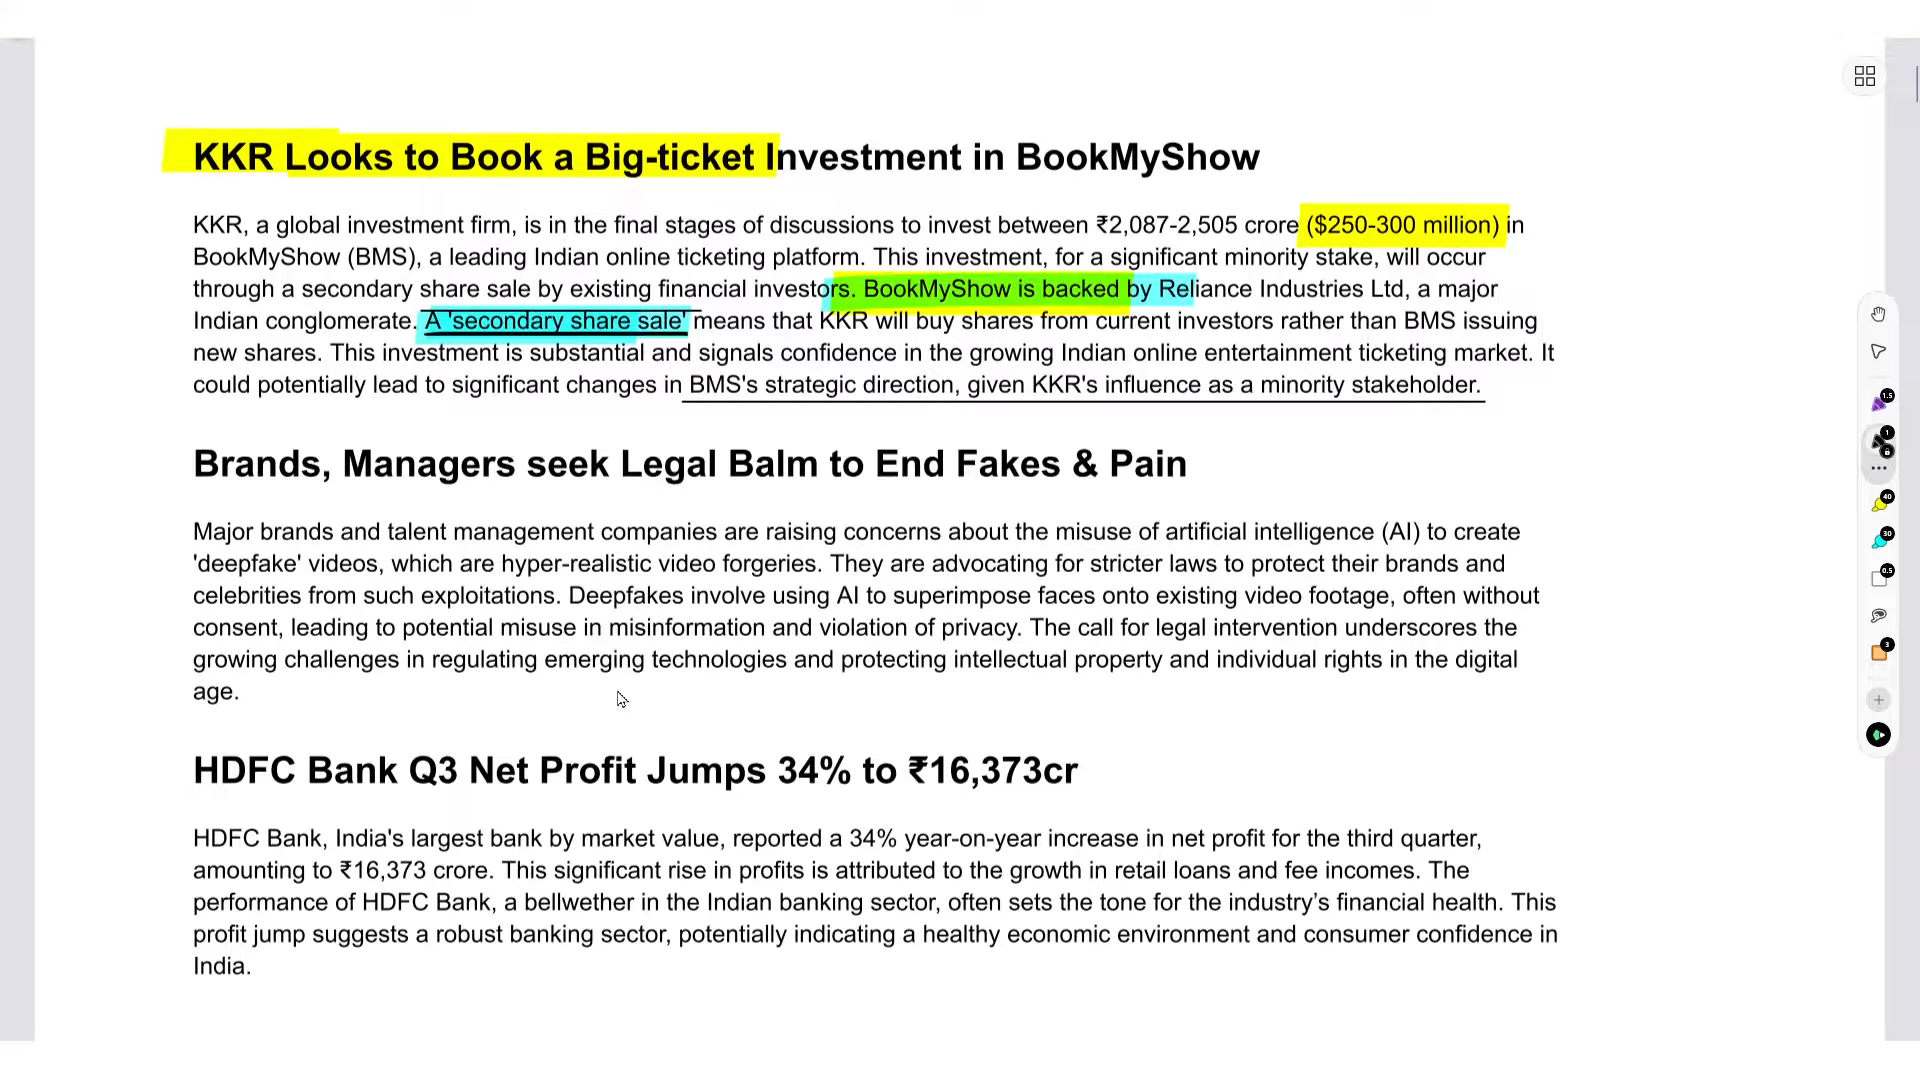 KKR Looks to Book a Big-ticket Investment in BookMyShow
KKR, a global investment firm, is in the final stages of discussions to invest between ₹2,087-2,505 crore ($250-300 million) in
BookMyShow (BMS), a leading Indian online ticketing platform. This investment, for a significant minority stake, will occur
through a secondary share sale by existing financial investors. BookMyShow is backed by Reliance Industries Ltd, a major
Indian conglomerate. A 'secondary share sale' means that KKR will buy shares from current investors rather than BMS issuing
new shares. This investment is substantial and signals confidence in the growing Indian online entertainment ticketing market. It
could potentially lead to significant changes in BMS's strategic direction, given KKR's influence as a minority stakeholder.
Brands, Managers seek Legal Balm to End Fakes & Pain
Major brands and talent management companies are raising concerns about the misuse of artificial intelligence (AI) to create
'deepfake' videos, which are hyper-realistic video forgeries. They are advocating for stricter laws to protect their brands and
celebrities from such exploitations. Deepfakes involve using AI to superimpose faces onto existing video footage, often without
consent, leading to potential misuse in misinformation and violation of privacy. The call for legal intervention underscores the
growing challenges in regulating emerging technologies and protecting intellectual property and individual rights in the digital
age.
HDFC Bank Q3 Net Profit Jumps 34% to ₹16,373cr
HDFC Bank, India's largest bank by market value, reported a 34% year-on-year increase in net profit for the third quarter,
amounting to ₹16,373 crore. This significant rise in profits is attributed to the growth in retail loans and fee incomes. The
performance of HDFC Bank, a bellwether in the Indian banking sector, often sets the tone for the industry’s financial health. This
profit jump suggests a robust banking sector, potentially indicating a healthy economic environment and consumer confidence in
India.
1.5
1
40
30
0.5
3